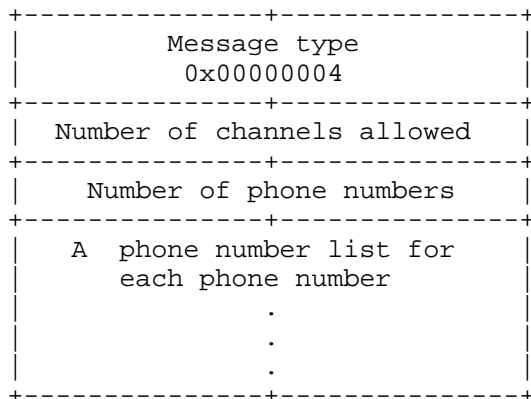 +---------------+---------------+
| Message type |
| 0x00000004 |
+---------------+---------------+
| Number of channels allowed |
+---------------+---------------+
| Number of phone numbers |
+---------------+---------------+
| A phone number list for |
| each phone number |
| . |
| . |
| . |
+---------------+---------------+